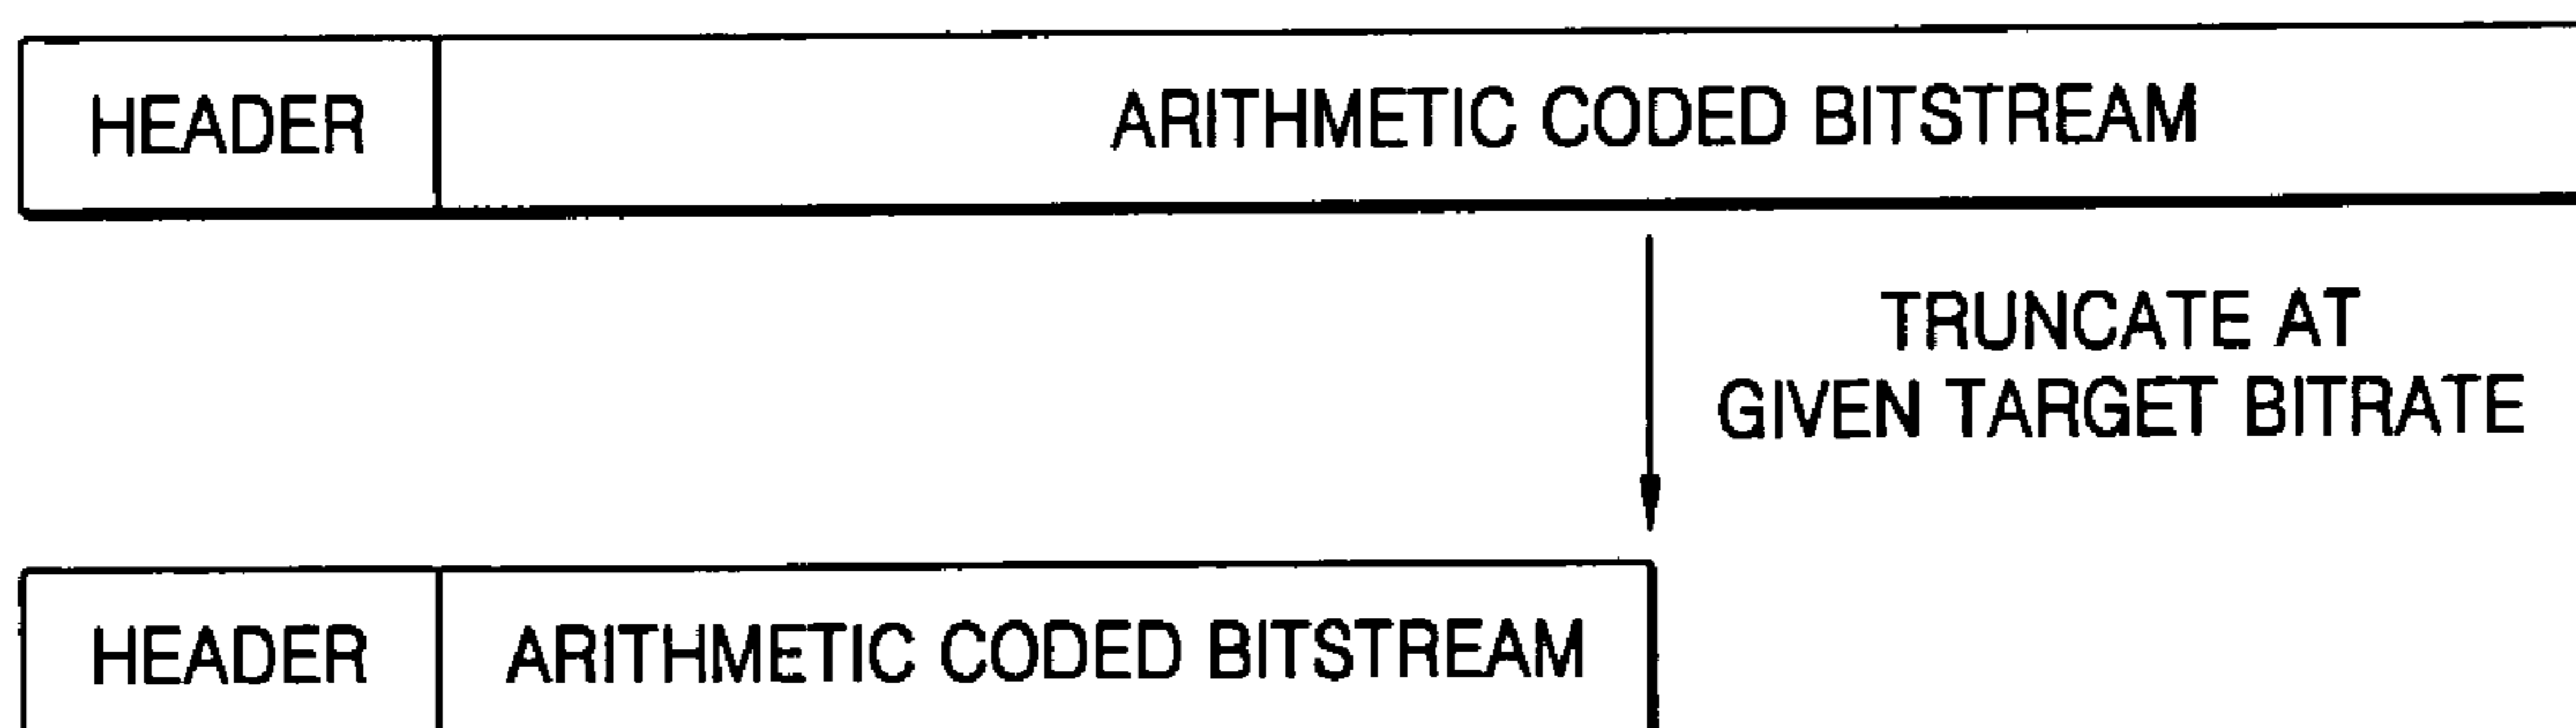 HEADER
ARITHMETIC CODED BITSTREAM
TRUNCATE AT
GIVEN TARGET BITRATE
HEADER
ARITHMETIC CODED BITSTREAM